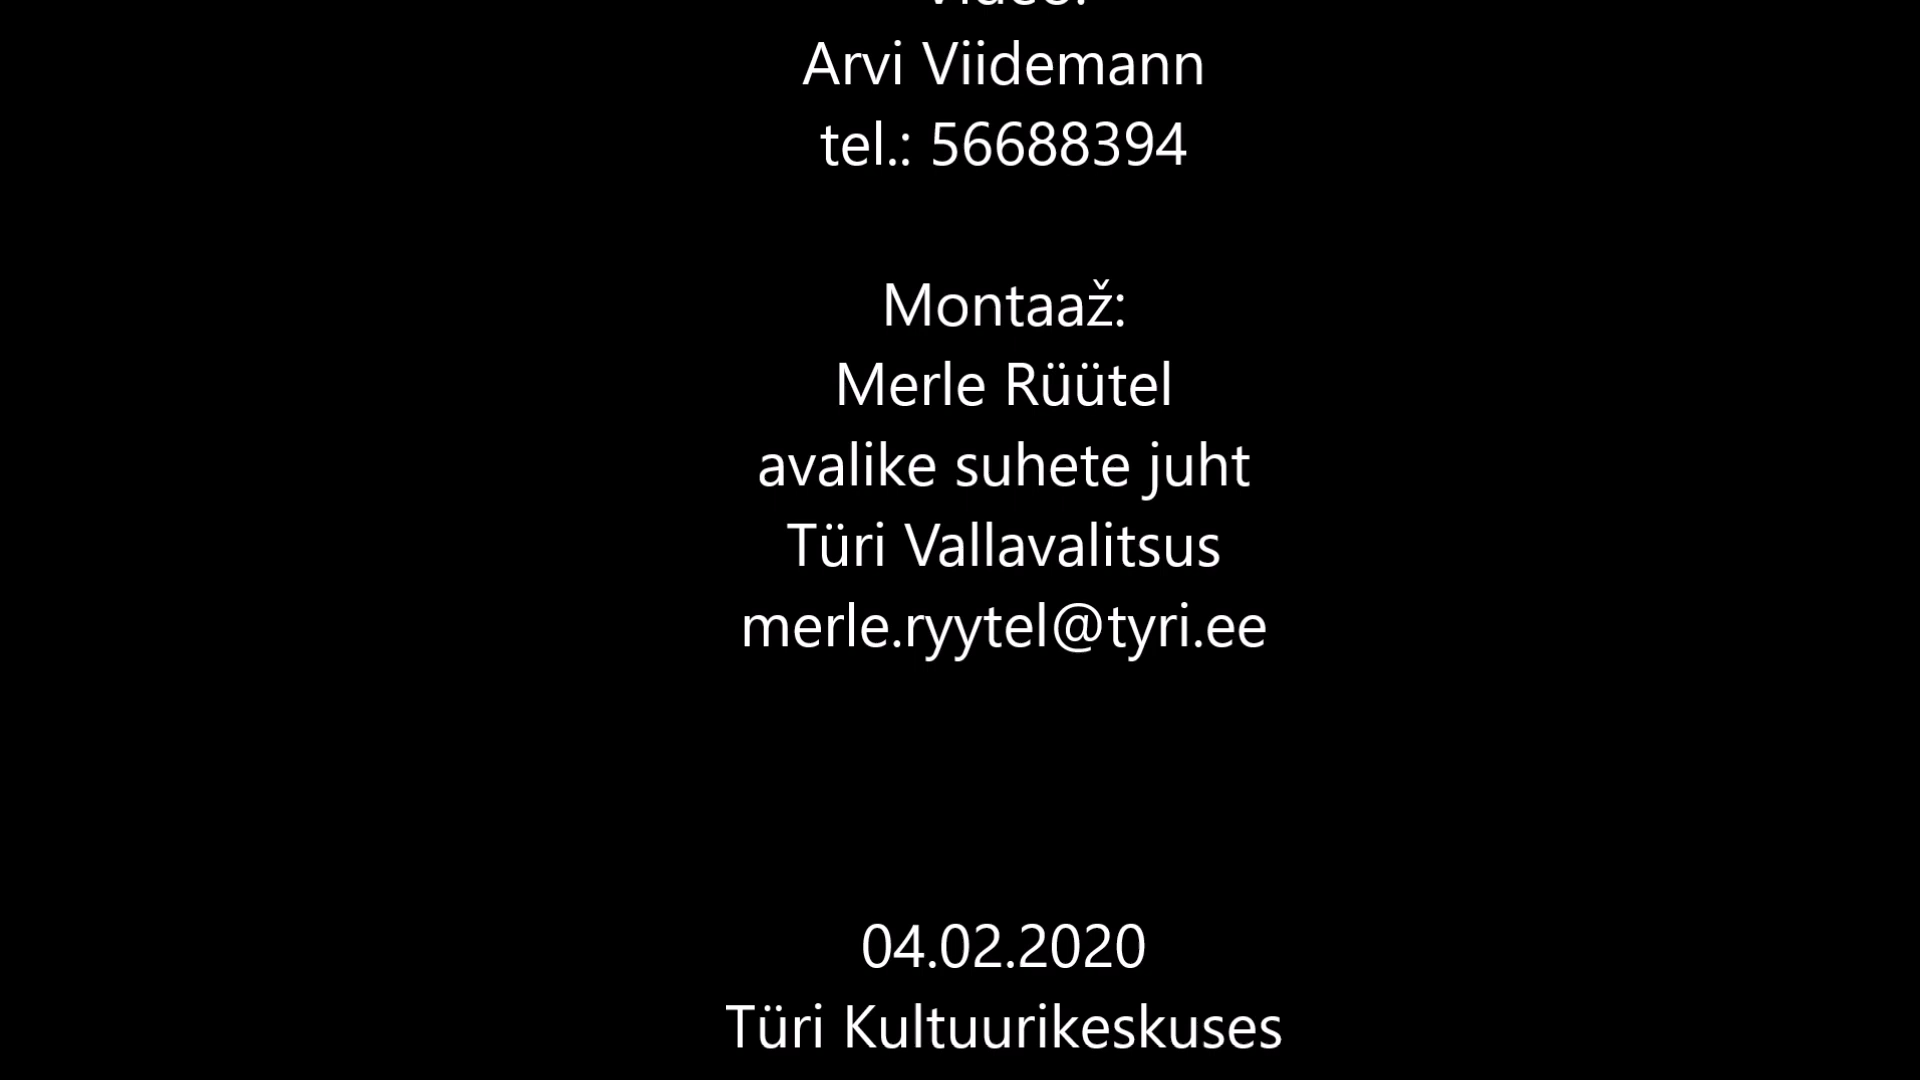 Video:
Arvi Viidemann
tel.: 56688394
Montaaž:
Merle Rüütel
avalike suhete juht
Türi Vallavalitsus
merle.ryytel@tyri.ee
04.02.2020
Türi Kultuurikeskuses